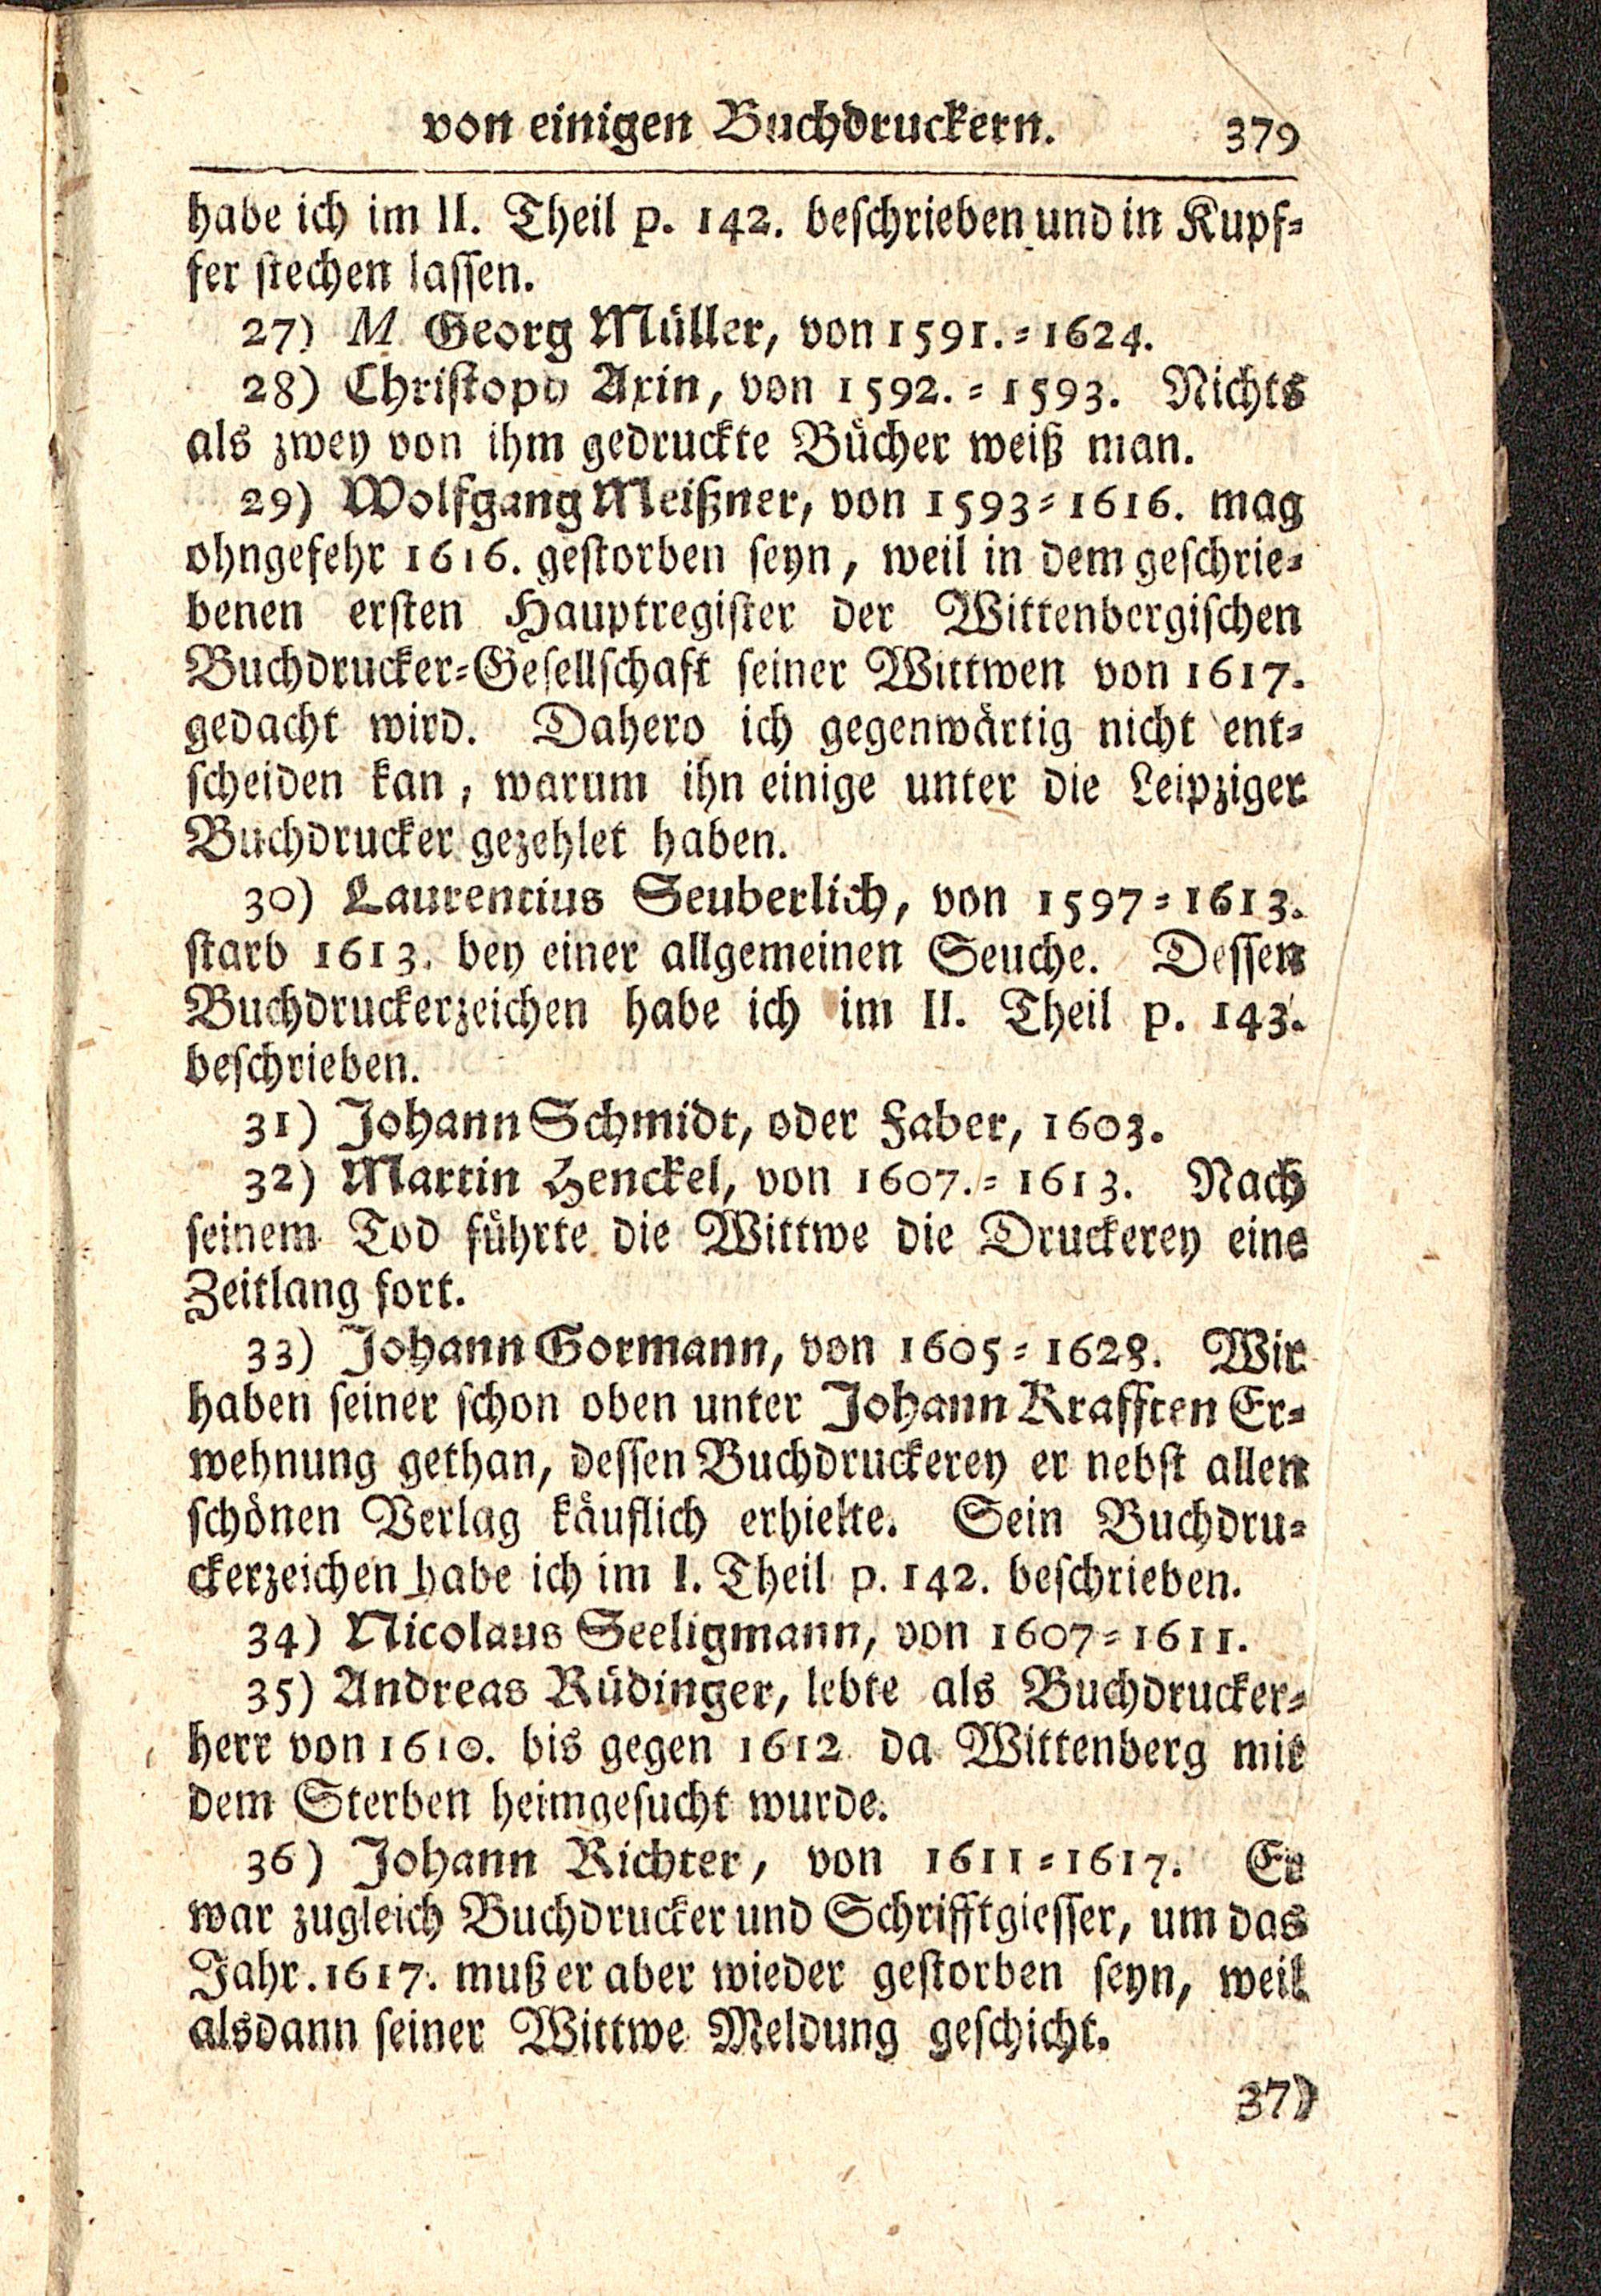 von einigen Buchdruckern. 379
habe ich im II. Theil p. 142. beschrieben und in Kupf⸗
fer stechen lassen.
27) M. Georg Müller, von 1591.⸗1624.
28) Christoph Axin, von 1592.⸗1593. Nichts
als zwey von ihm gedruckte Bücher weiß man.
29) Wolfgang Meißner, von 1593⸗1616. mag
ohngefehr 1616. gestorben seyn, weil in dem geschrie⸗
benen ersten Hauptregister der Wittenbergischen
Buchdrucker⸗Gesellschaft seiner Wittwen von 1617.
gedacht wird. Dahero ich gegenwärtig nicht ent⸗
scheiden kan, warum ihn einige unter die Leipziger
Buchdrucker gezehlet haben.
30) Laurentius Seuberlich, von 1597⸗1613.
starb 1613. bey einer allgemeinen Seuche. Dessen
Buchdruckerzeichen habe ich im II. Theil p. 143.
beschrieben.
31) Johann Schmidt, oder Faber, 1603.
32) Martin Henckel, von 1607.⸗1613. Nach
seinem Tod führte die Wittwe die Druckerey eine
Zeitlang fort.
33) Johann Gormann, von 1605⸗1628. Wir
haben seiner schon oben unter Johann Krafften Er⸗
wehnung gethan, dessen Buchdruckerey er nebst allen
schönen Verlag käuflich erhielte. Sein Buchdru⸗
ckerzeichen habe ich im I. Theil p. 142. beschrieben.
34) Nicolaus Seeligmann, von 1607⸗1611.
35) Andreas Rüdinger, lebte als Buchdrucker⸗
herr von 1610. bis gegen 1612 da Wittenberg mit
dem Sterben heimgesucht wurde.
36) Johann Richter, von 1611⸗1617. Er
war zugleich Buchdrucker und Schrifftgiesser, um das
Jahr. 1617. muß er aber wieder gestorben seyn, weil
alsdann seiner Wittwe Meldung geschicht.
37)